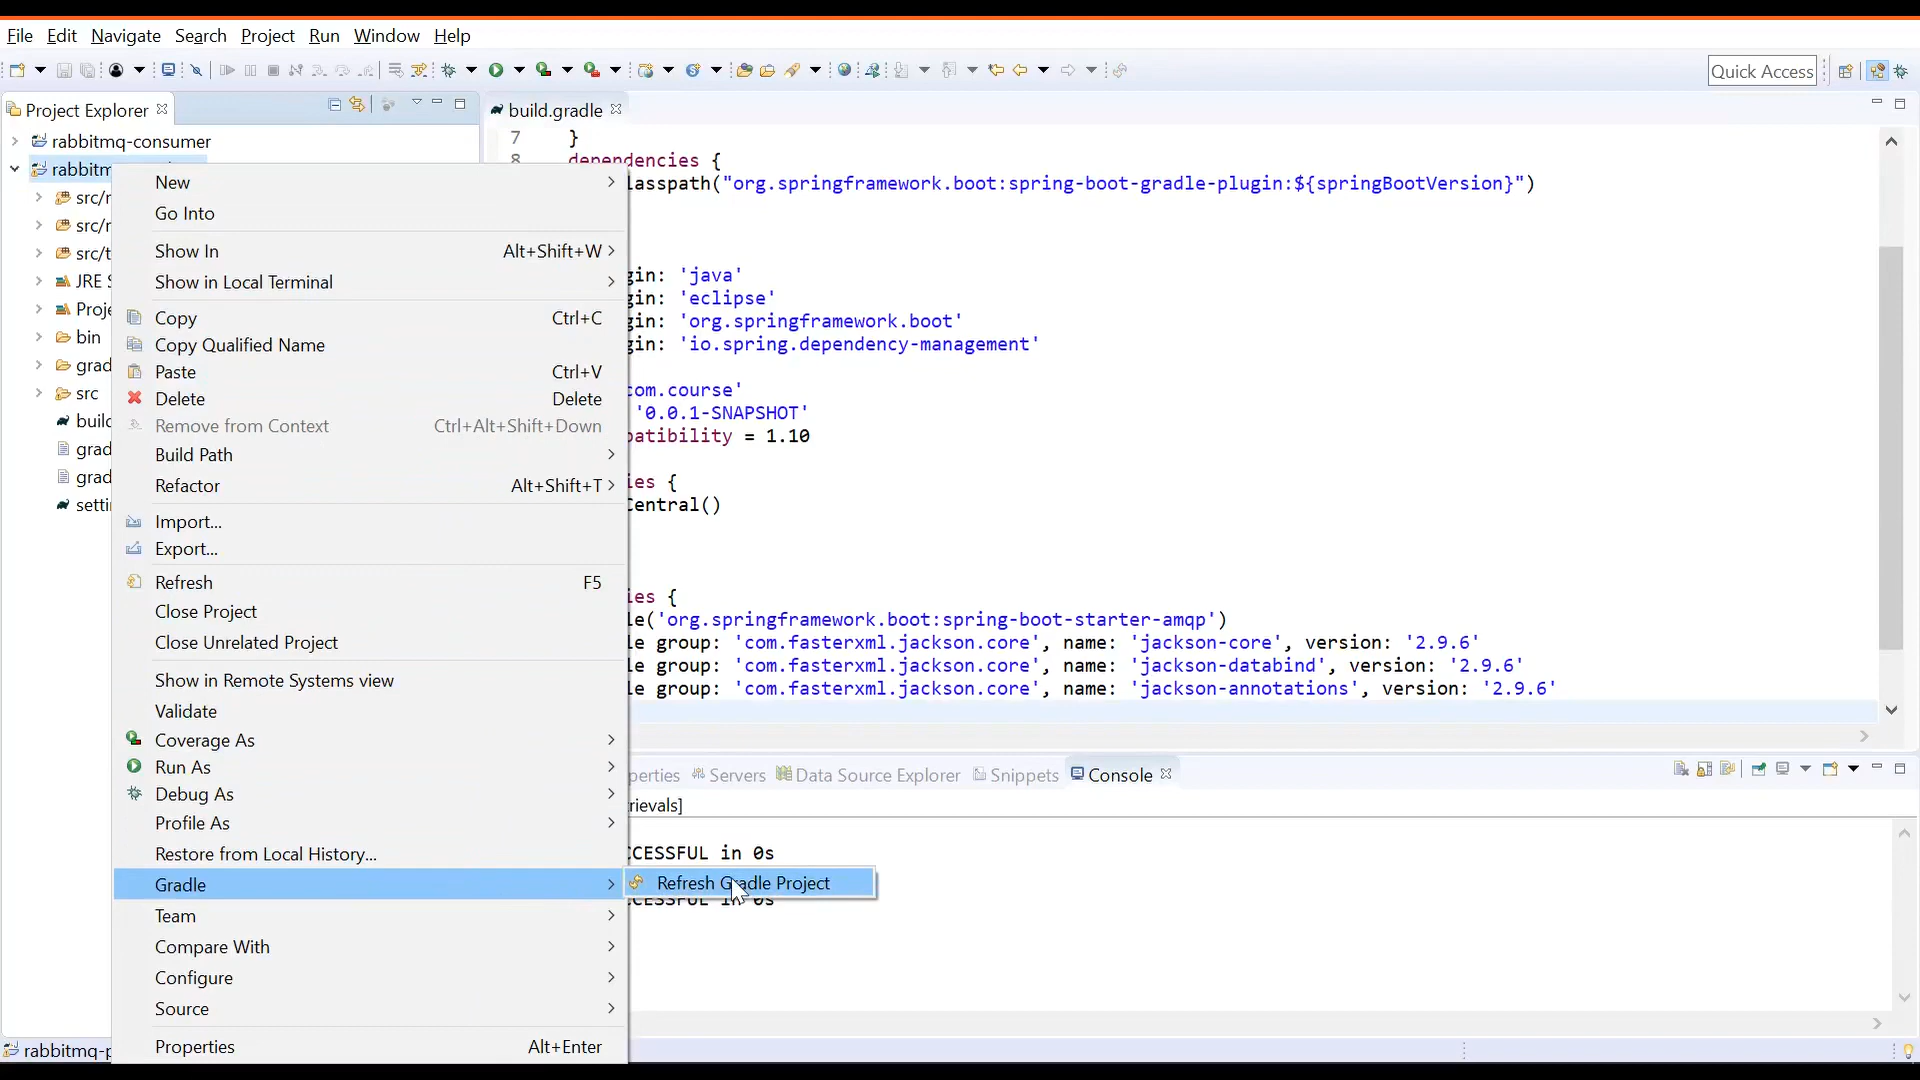 File Edit Navigate Search Project Run Window Help
Quick Access
Project Explorer
rabbitmq-consumer
rabbitm
src/r
src/r
src/t
JRE S
Proje
bin
grad
src
build
grad
grad
settin
rabbitmq-p
New
Go Into
Show In Alt+Shift+W
Show in Local Terminal
Copy Ctrl+C
Copy Qualified Name
Paste Ctrl+V
Delete Delete
Remove from Context Ctrl+Alt+Shift+Down
Build Path
Refactor Alt+Shift+T
Import...
Export...
Refresh F5
Close Project
Close Unrelated Project
Show in Remote Systems view
Validate
Coverage As
Run As
Debug As
Profile As
Restore from Local History...
Gradle
Team
Compare With
Configure
Source
Properties Alt+Enter
Refresh Gradle Project
build.gradle
7 }
8 dependencies {
lasspath("org.springframework.boot:spring-boot-gradle-plugin:${springBootVersion}")
gin: 'java'
gin: 'eclipse'
gin: 'org.springframework.boot'
gin: 'io.spring.dependency-management'
com.course'
'0.0.1-SNAPSHOT'
patibility = 1.10
ies {
Central()
ies {
le('org.springframework.boot:spring-boot-starter-amqp')
le group: 'com.fasterxml.jackson.core', name: 'jackson-core', version: '2.9.6'
le group: 'com.fasterxml.jackson.core', name: 'jackson-databind', version: '2.9.6'
le group: 'com.fasterxml.jackson.core', name: 'jackson-annotations', version: '2.9.6'
perties Servers Data Source Explorer Snippets Console
rievals]
CCESSFUL in 0s
CCESSFUL in 0s